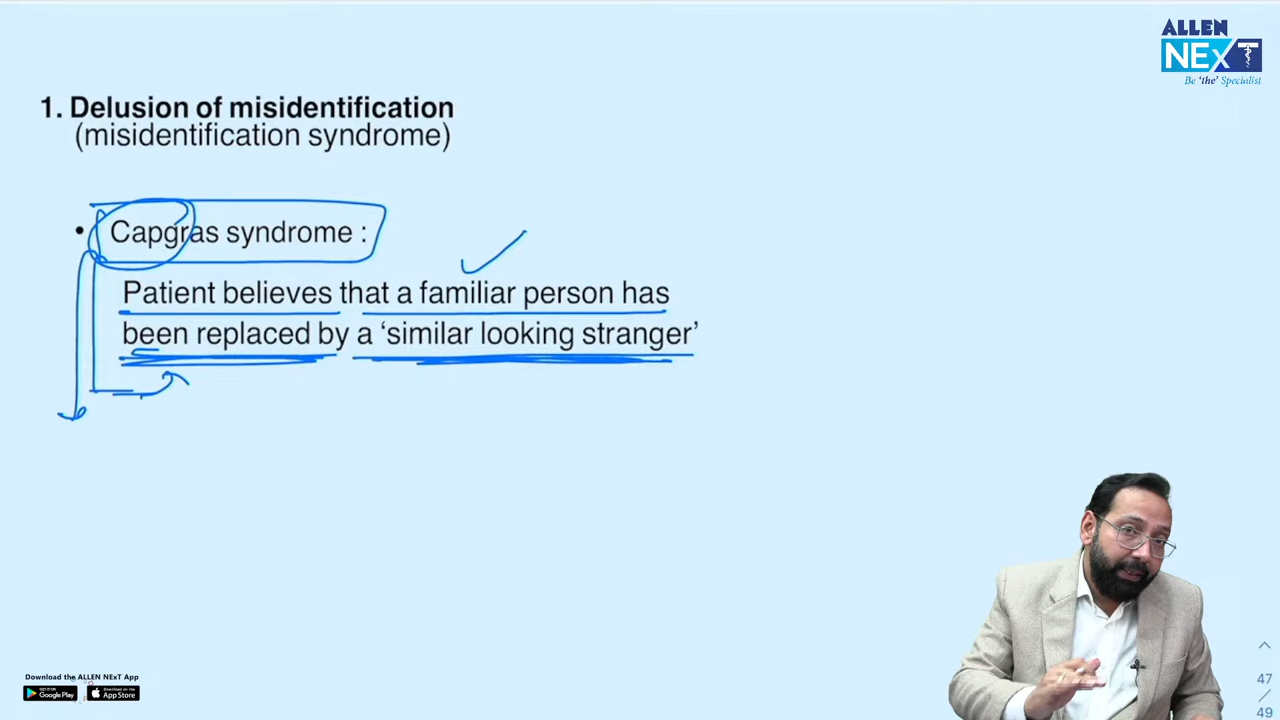 ALLEN
NExT
Be 'the' Specialist
1. Delusion of misidentification
(misidentification syndrome)
• Capgras syndrome :
Patient believes that a familiar person has
been replaced by a ‘similar looking stranger’
Download the ALLEN NExT App
GET IT ON
Google Play
Download on the
App Store
47
/
49